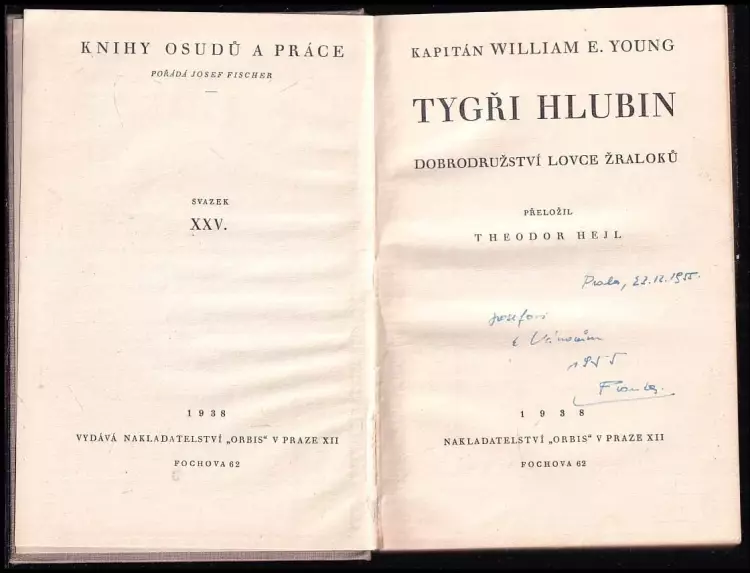 KNIHY OSUDŮ A PRÁCE
POŘÁDÁ JOSEF FISCHER
SVAZEK
XXV.
1938
VYDÁVÁ NAKLADATELSTVÍ „ORBIS“ V PRAZE XII
FOCHOVA 62
KAPITÁN WILLIAM E. YOUNG
TYGŘI HLUBIN
DOBRODRUŽSTVÍ LOVCE ŽRALOKŮ
PŘELOŽIL
THEODOR HEJL
Praha, 22.12.1955.
Josefovi
k Vánocům
1955
1938
NAKLADATELSTVÍ „ORBIS“ V PRAZE XII
FOCHOVA 62